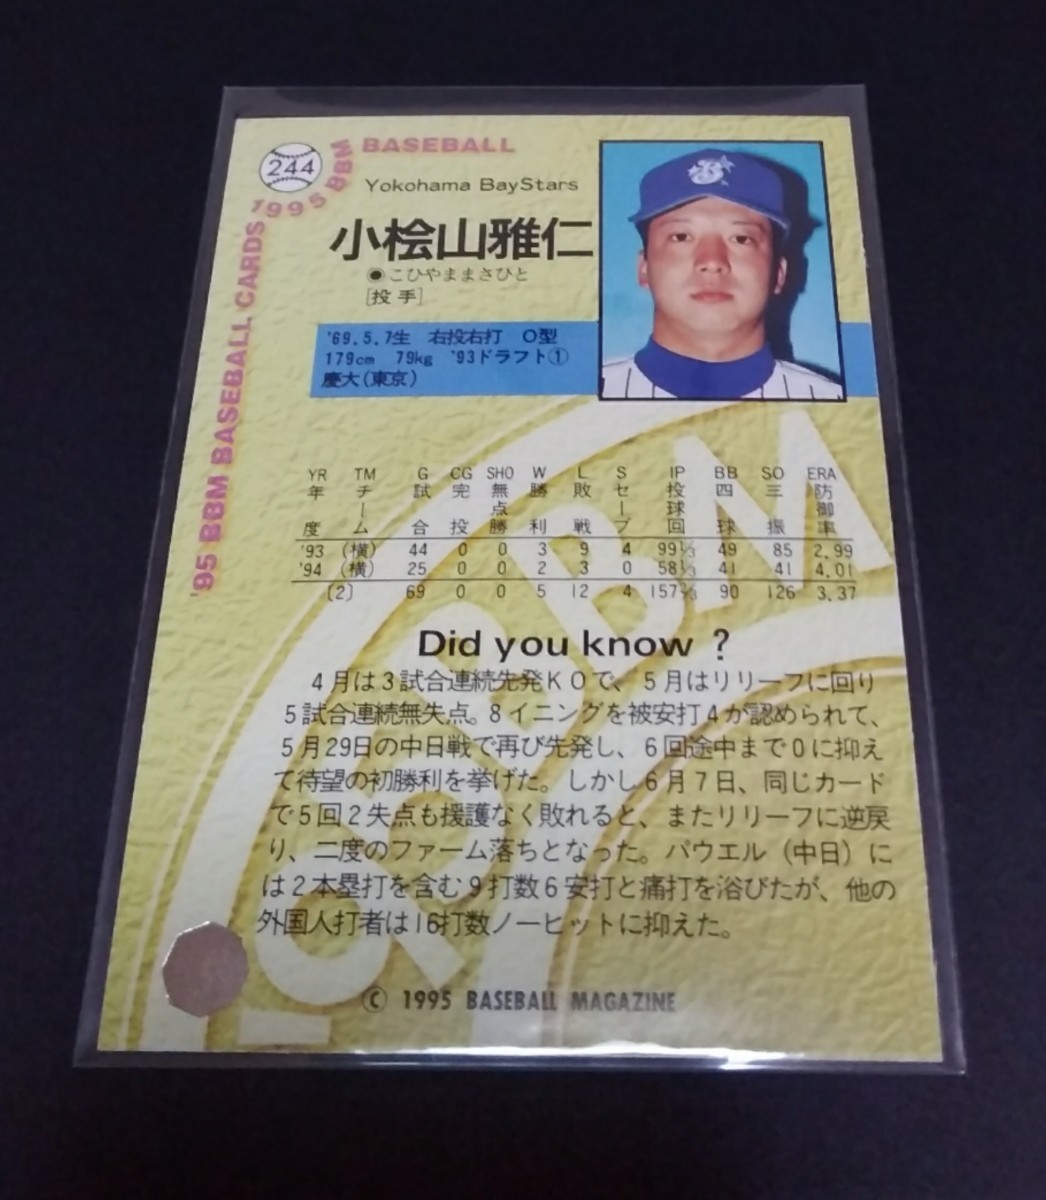 244
1995 BBM BASEBALL
'95 BBM BASEBALL CARDS
Yokohama BayStars
小桧山雅仁
●こひやままさひと
[投手]
'69.5.7生 右投右打 O型
179cm 79kg '93ドラフト①
慶大(東京)
YR TM G CG SHO W L S IP BB SO ERA
年度 チーム 試合 完投 無点勝 勝利 敗戦 セーブ 投球回 四球 三振 防御率
'93 (横) 44 0 0 3 9 4 99⅓ 49 85 2.99
'94 (横) 25 0 0 2 3 0 58⅓ 41 41 4.01
[2] 69 0 0 5 12 4 157⅔ 90 126 3.37
Did you know ?
4月は3試合連続先発KOで、5月はリリーフに回り
5試合連続無失点。8イニングを被安打4が認められて、
5月29日の中日戦で再び先発し、6回途中まで0に抑え
て待望の初勝利を挙げた。しかし6月7日、同じカード
で5回2失点も援護なく敗れると、またリリーフに逆戻
り、二度のファーム落ちとなった。パウエル(中日)に
は2本塁打を含む9打数6安打と痛打を浴びたが、他の
外国人打者は16打数ノーヒットに抑えた。
© 1995 BASEBALL MAGAZINE
BBM